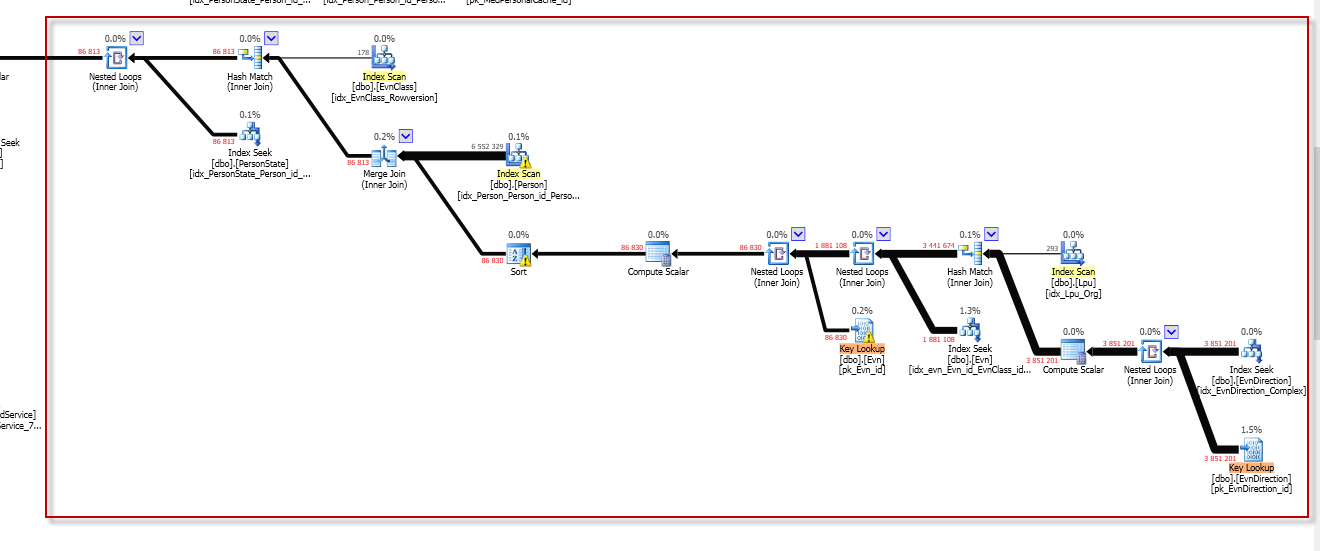 [idx_PersonState_Person_id_...
[idx_Person_Person_id_Perso...
[pk_MedPersonalCache_id]
0.0%
0.0%
0.0%
86 813
86 813
178
lar
Nested Loops
(Inner Join)
Hash Match
(Inner Join)
Index Scan
[dbo].[EvnClass]
[idx_EvnClass_Rowversion]
0.1%
86 813
Seek
]
]
Index Seek
[dbo].[PersonState]
[idx_PersonState_Person_id_...
0.2%
0.1%
6 552 329
86 813
Merge Join
(Inner Join)
Index Scan
[dbo].[Person]
[idx_Person_Person_id_Perso...
0.0%
0.0%
0.0%
0.0%
0.1%
0.0%
86 830
86 830
86 830
1 881 108
3 441 674
293
Sort
Compute Scalar
Nested Loops
(Inner Join)
Nested Loops
(Inner Join)
Hash Match
(Inner Join)
Index Scan
[dbo].[Lpu]
[idx_Lpu_Org]
0.2%
1.3%
86 830
1 881 108
Key Lookup
[dbo].[Evn]
[pk_Evn_id]
Index Seek
[dbo].[Evn]
[idx_evn_Evn_id_EvnClass_id...
0.0%
0.0%
0.0%
3 851 201
3 851 201
3 851 201
Compute Scalar
Nested Loops
(Inner Join)
Index Seek
[dbo].[EvnDirection]
[idx_EvnDirection_Complex]
dService]
Service_7...
1.5%
3 851 201
Key Lookup
[dbo].[EvnDirection]
[pk_EvnDirection_id]